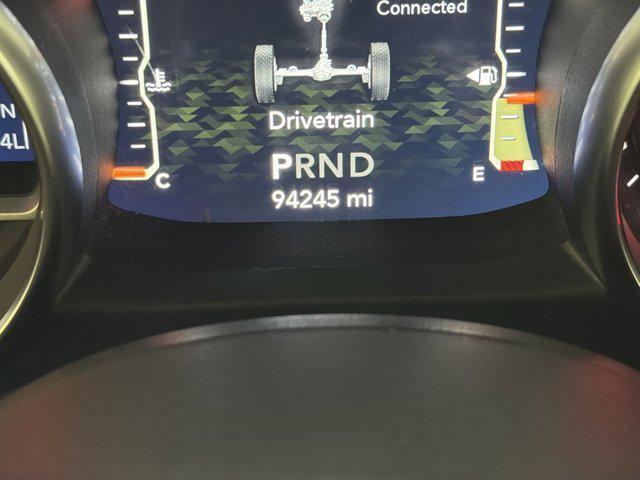 Connected
N
4L
Drivetrain
PRND
C
E
94245 mi